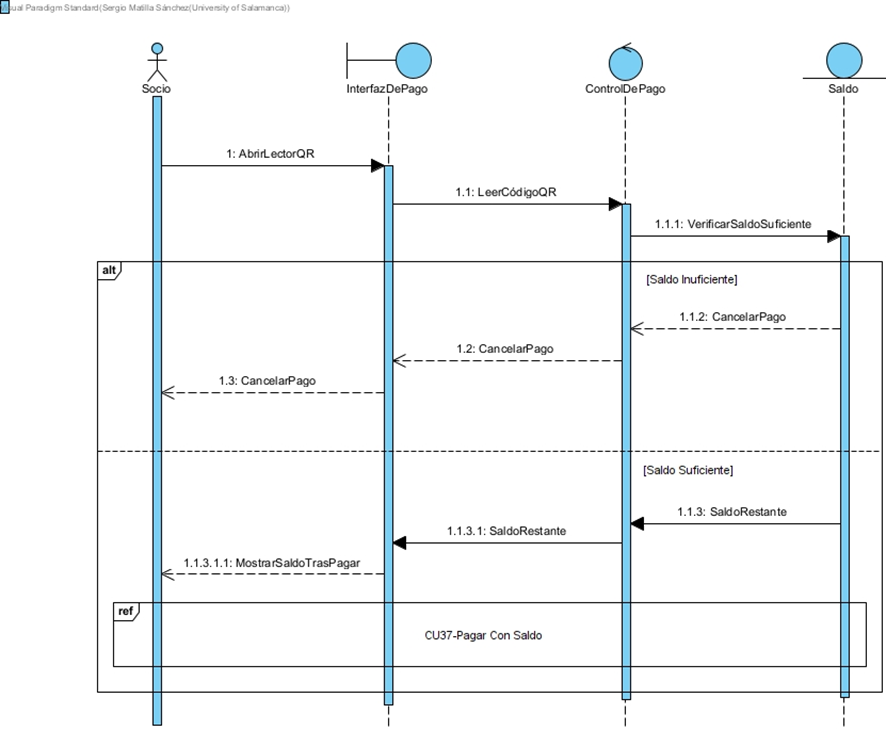 Visual Paradigm Standard(Sergio Matilla Sánchez(University of Salamanca))
Socio
InterfazDePago
ControlDePago
Saldo
1: AbrirLectorQR
1.1: LeerCódigoQR
1.1.1: VerificarSaldoSuficiente
alt
[Saldo Inuficiente]
1.1.2: CancelarPago
1.2: CancelarPago
1.3: CancelarPago
[Saldo Suficiente]
1.1.3: SaldoRestante
1.1.3.1: SaldoRestante
1.1.3.1.1: MostrarSaldoTrasPagar
ref
CU37-Pagar Con Saldo